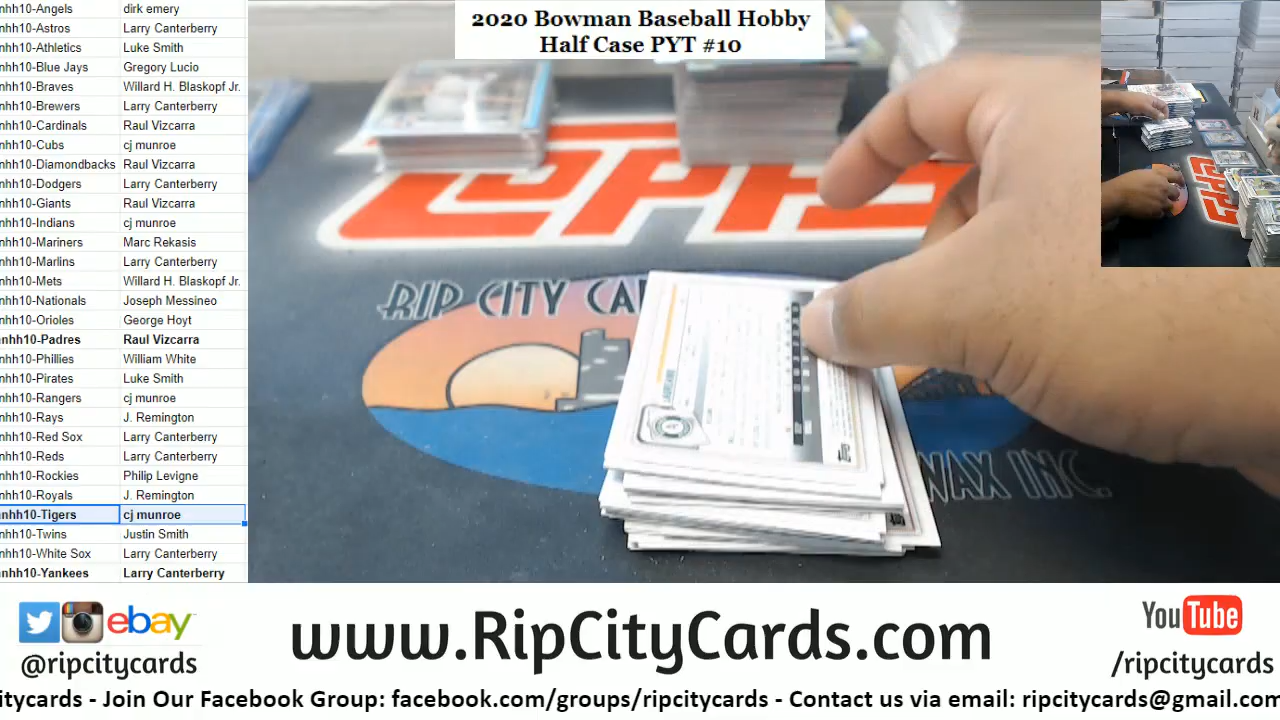 2020 Bowman Baseball Hobby
Half Case PYT #10
nhh10-Angels dirk emery
nhh10-Astros Larry Canterberry
nhh10-Athletics Luke Smith
nhh10-Blue Jays Gregory Lucio
nhh10-Braves Willard H. Blaskopf Jr.
nhh10-Brewers Larry Canterberry
nhh10-Cardinals Raul Vizcarra
nhh10-Cubs cj munroe
nhh10-Diamondbacks Raul Vizcarra
nhh10-Dodgers Larry Canterberry
nhh10-Giants Raul Vizcarra
nhh10-Indians cj munroe
nhh10-Mariners Marc Rekasis
nhh10-Marlins Larry Canterberry
nhh10-Mets Willard H. Blaskopf Jr.
nhh10-Nationals Joseph Messineo
nhh10-Orioles George Hoyt
nhh10-Padres Raul Vizcarra
nhh10-Phillies William White
nhh10-Pirates Luke Smith
nhh10-Rangers cj munroe
nhh10-Rays J. Remington
nhh10-Red Sox Larry Canterberry
nhh10-Reds Larry Canterberry
nhh10-Rockies Philip Levigne
nhh10-Royals J. Remington
nhh10-Tigers cj munroe
nhh10-Twins Justin Smith
nhh10-White Sox Larry Canterberry
nhh10-Yankees Larry Canterberry
RIP CITY CA
WAX INC.
ebay
@ripcitycards
www.RipCityCards.com
YouTube
/ripcitycards
citycards - Join Our Facebook Group: facebook.com/groups/ripcitycards - Contact us via email: ripcitycards@gmail.com